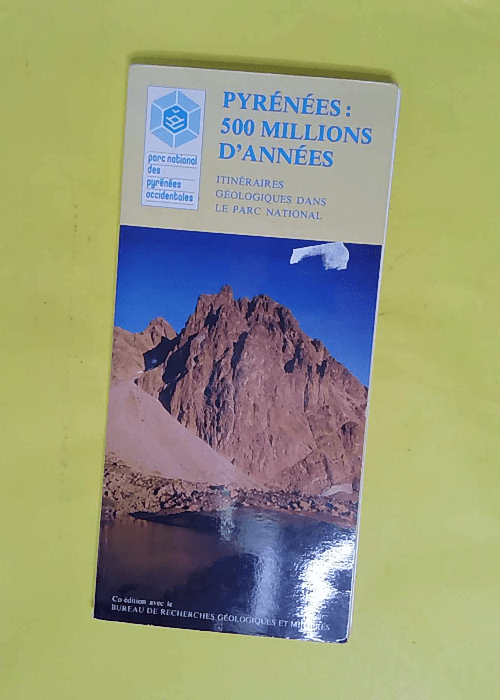 PYRÉNÉES :
500 MILLIONS
D'ANNÉES
ITINÉRAIRES
GÉOLOGIQUES DANS
LE PARC NATIONAL
parc national
des
pyrénées
occidentales
Co-édition avec le
BUREAU DE RECHERCHES GÉOLOGIQUES ET MINIÈRES